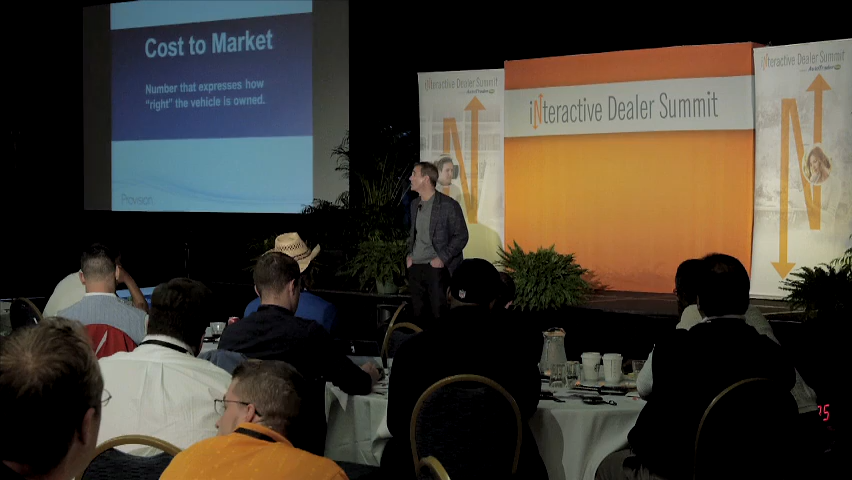 Cost to Market
Number that expresses how
"right" the vehicle is owned.
Provision
iNteractive Dealer Summit
iNteractive Dealer Summit
iNteractive Dealer Summit
N
N